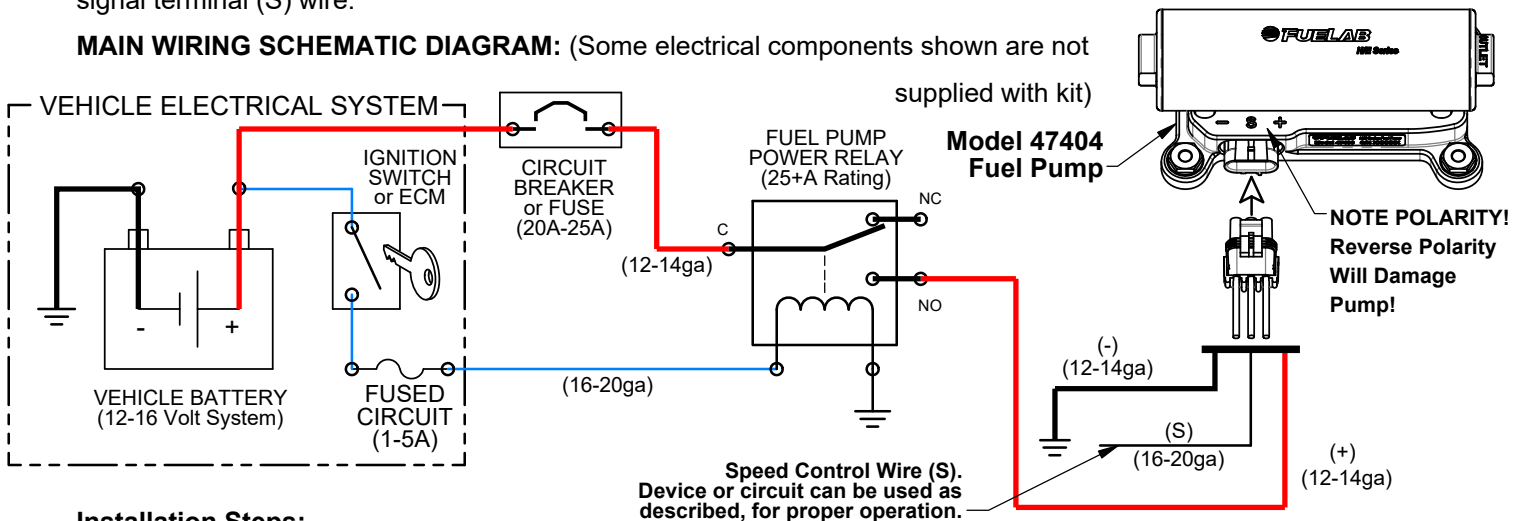 signal terminal (S) wire.
MAIN WIRING SCHEMATIC DIAGRAM: (Some electrical components shown are not
supplied with kit)
VEHICLE ELECTRICAL SYSTEM
IGNITION
SWITCH
or ECM
-
+
VEHICLE BATTERY
(12-16 Volt System)
FUSED
CIRCUIT
(1-5A)
CIRCUIT
BREAKER
or FUSE
(20A-25A)
(12-14ga)
(16-20ga)
FUEL PUMP
POWER RELAY
(25+A Rating)
C
NC
NO
Model 47404
Fuel Pump
FUELAB
OUTLET
- S +
NOTE POLARITY!
Reverse Polarity
Will Damage
Pump!
(-)
(12-14ga)
(S)
(16-20ga)
(+)
(12-14ga)
Speed Control Wire (S).
Device or circuit can be used as
described, for proper operation.
Installation Steps: